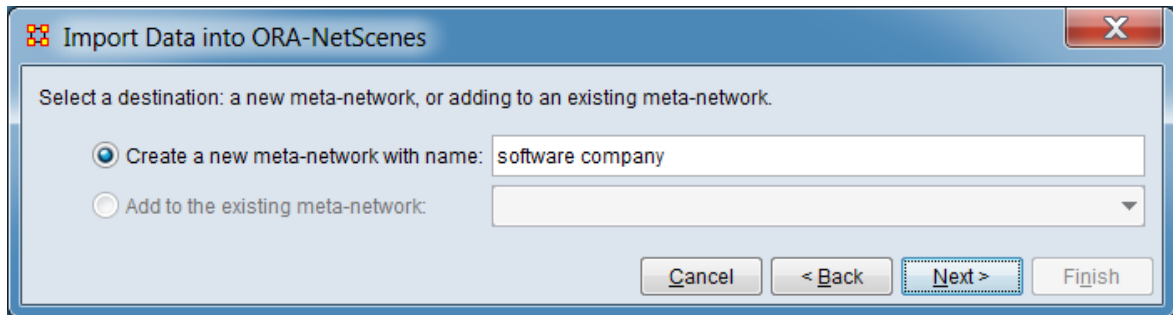 Import Data into ORA-NetScenes
X
Select a destination: a new meta-network, or adding to an existing meta-network.
Create a new meta-network with name: software company
Add to the existing meta-network:
Cancel < Back Next > Finish